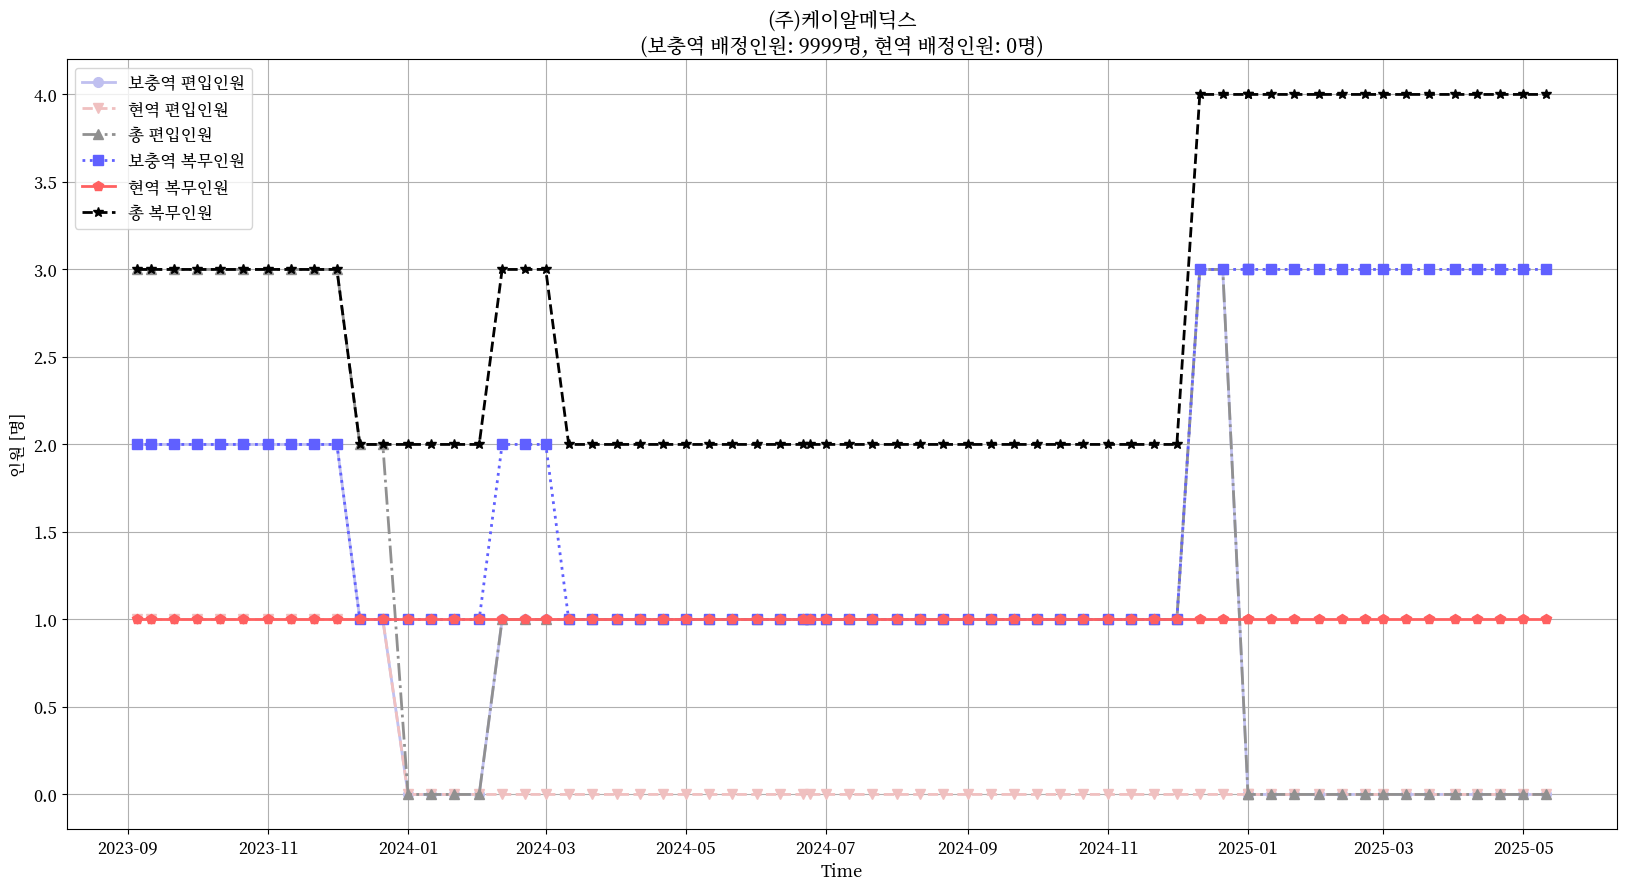 (주)케이알메딕스
(보충역 배정인원: 9999명, 현역 배정인원: 0명)
보충역 편입인원
현역 편입인원
총 편입인원
보충역 복무인원
현역 복무인원
총 복무인원
4.0
3.5
3.0
2.5
2.0
1.5
1.0
0.5
0.0
인원 [명]
2023-09 2023-11 2024-01 2024-03 2024-05 2024-07 2024-09 2024-11 2025-01 2025-03 2025-05
Time